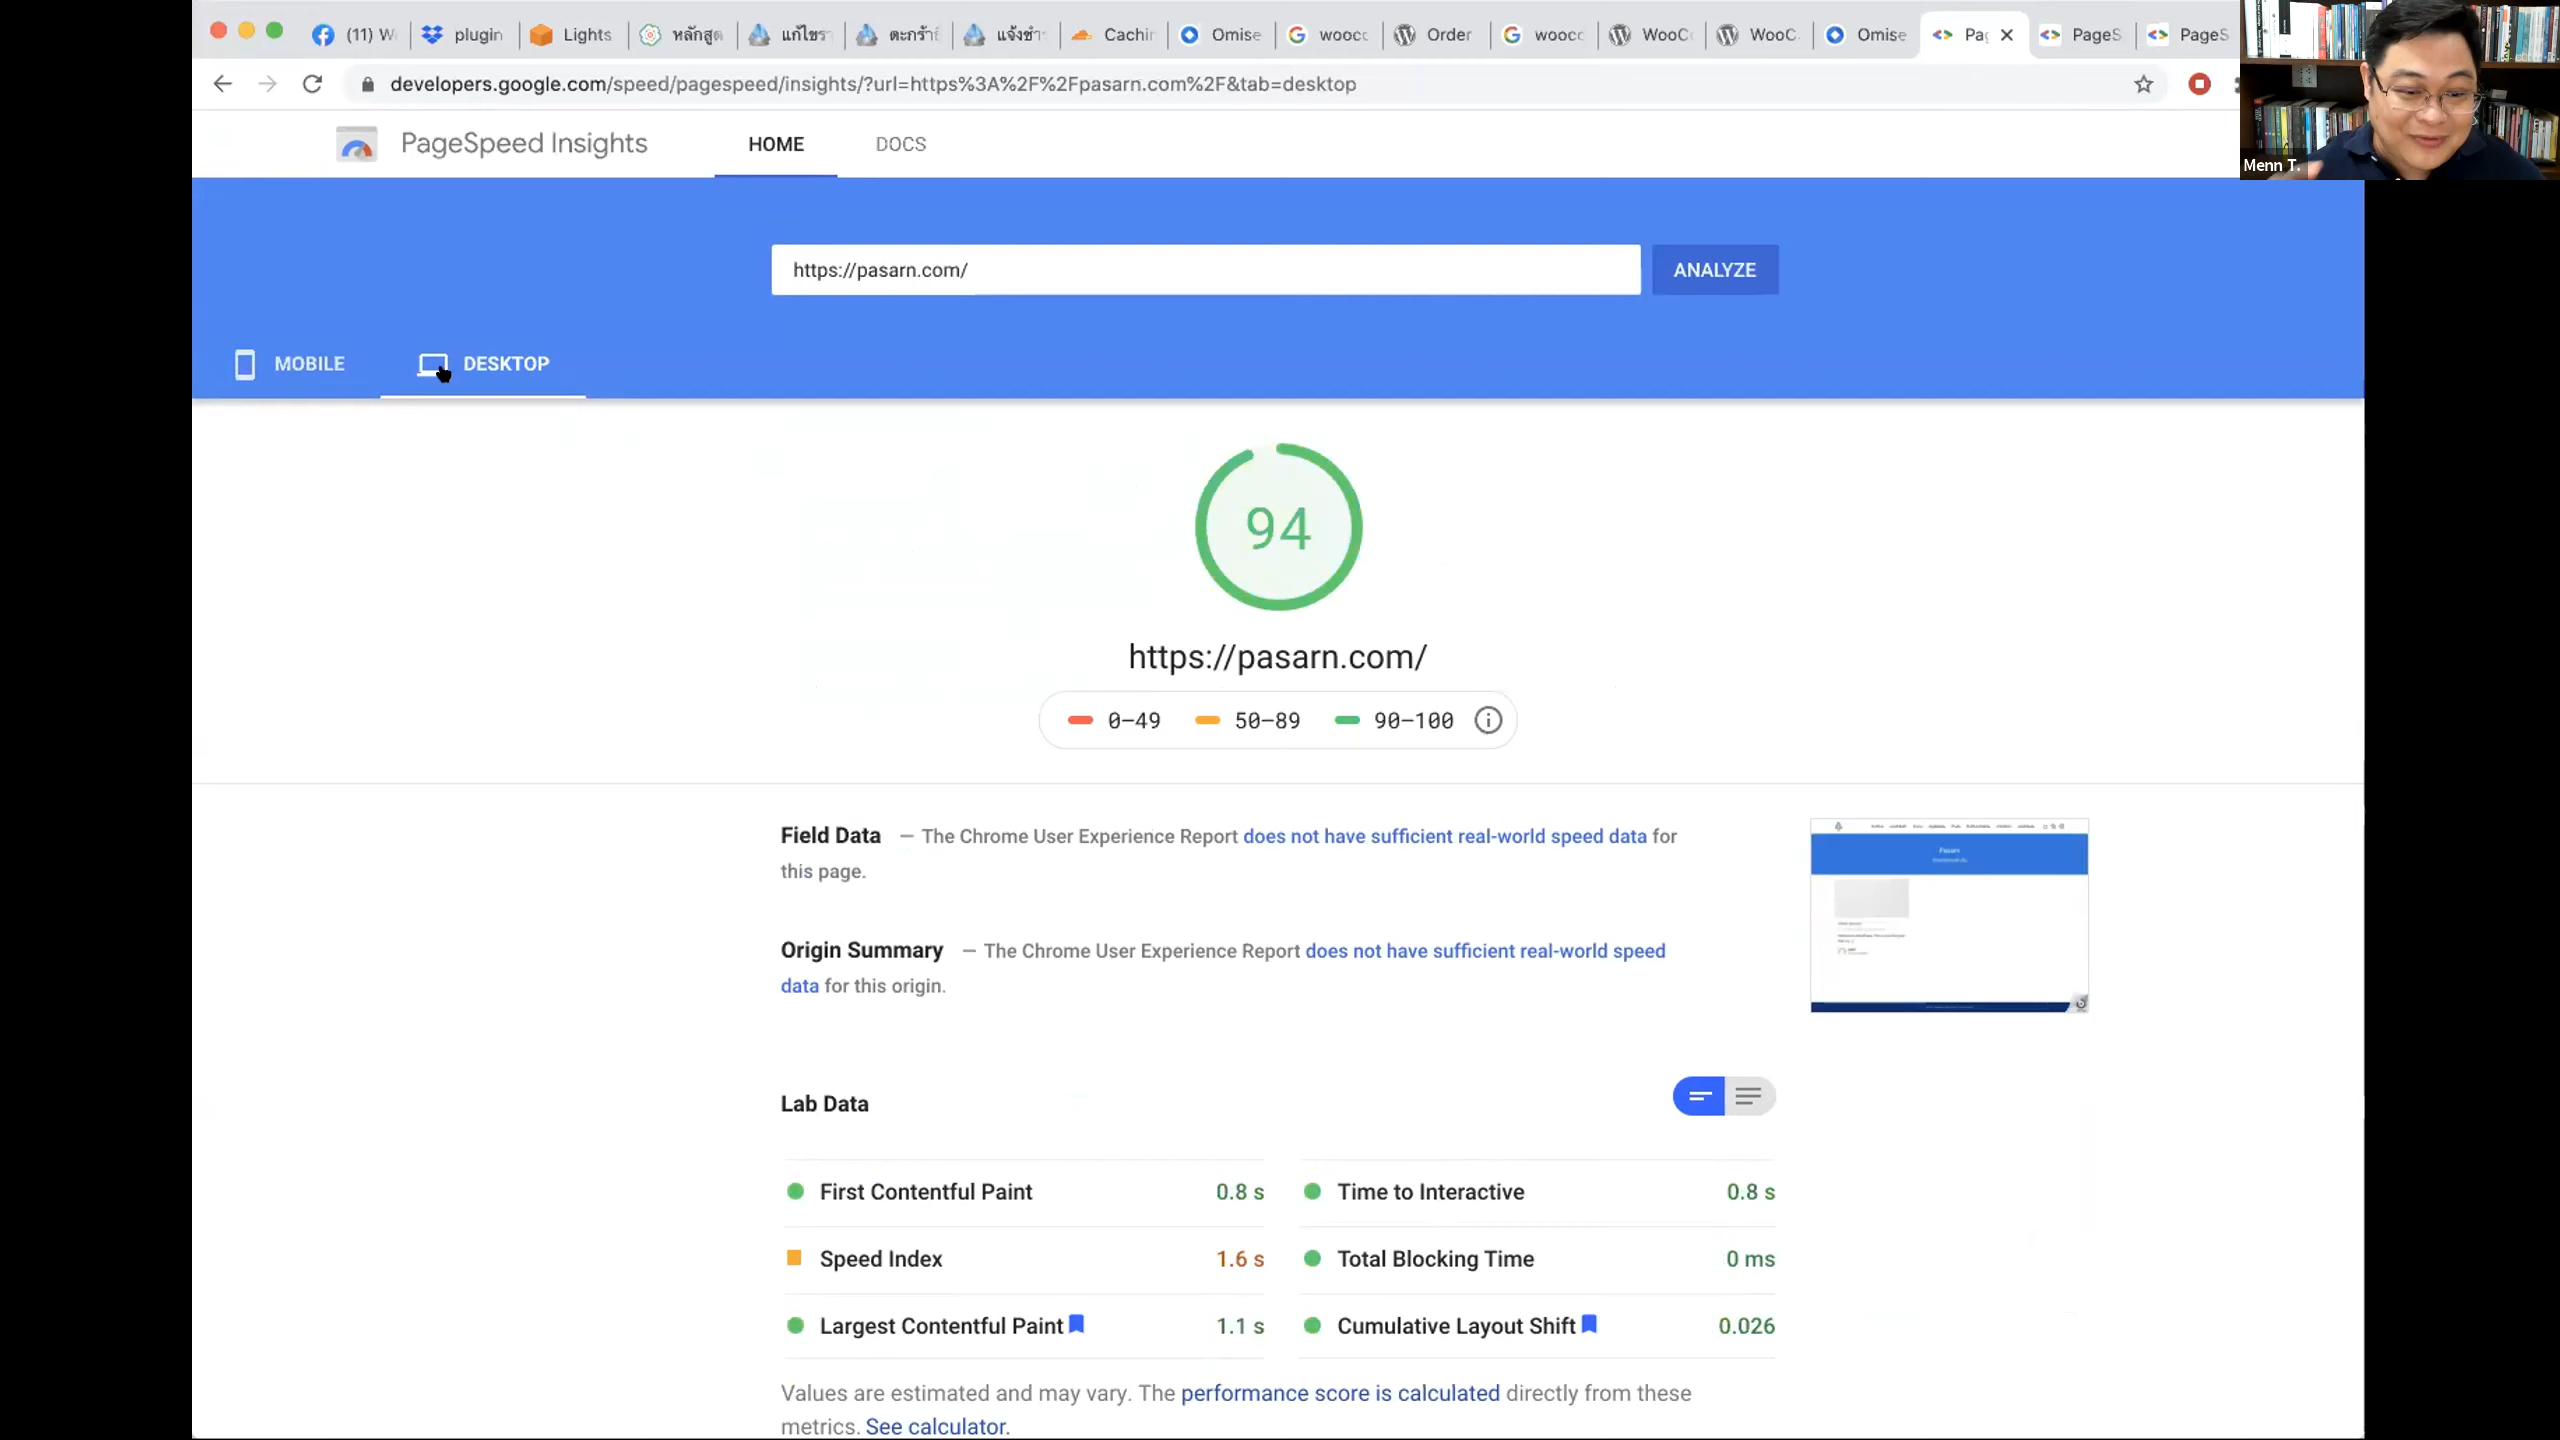 (11) W
plugin
Lights
หลักสูต
แก้ไขรา
ตะกร้าสิ
แจ้งชำ
Cachin
Omise
woocc
Order
woocc
WooC
WooC
Omise
Pag
PageS
PageS
developers.google.com/speed/pagespeed/insights/?url=https%3A%2F%2Fpasarn.com%2F&tab=desktop
Menn T.
PageSpeed Insights
HOME
DOCS
https://pasarn.com/
ANALYZE
MOBILE
DESKTOP
94
https://pasarn.com/
0–49
50–89
90–100
Field Data — The Chrome User Experience Report does not have sufficient real-world speed data for
this page.
Origin Summary — The Chrome User Experience Report does not have sufficient real-world speed
data for this origin.
Pasarn
Lab Data
First Contentful Paint 0.8 s
Time to Interactive 0.8 s
Speed Index 1.6 s
Total Blocking Time 0 ms
Largest Contentful Paint 1.1 s
Cumulative Layout Shift 0.026
Values are estimated and may vary. The performance score is calculated directly from these
metrics. See calculator.